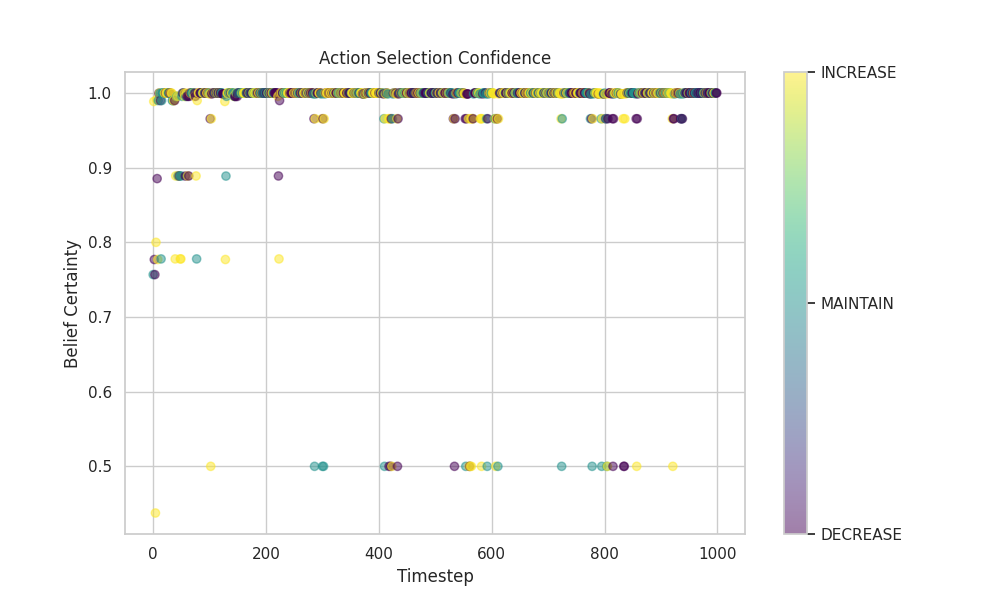 Action Selection Confidence
Belief Certainty
1.0
0.9
0.8
0.7
0.6
0.5
0
200
400
600
800
1000
Timestep
INCREASE
MAINTAIN
DECREASE